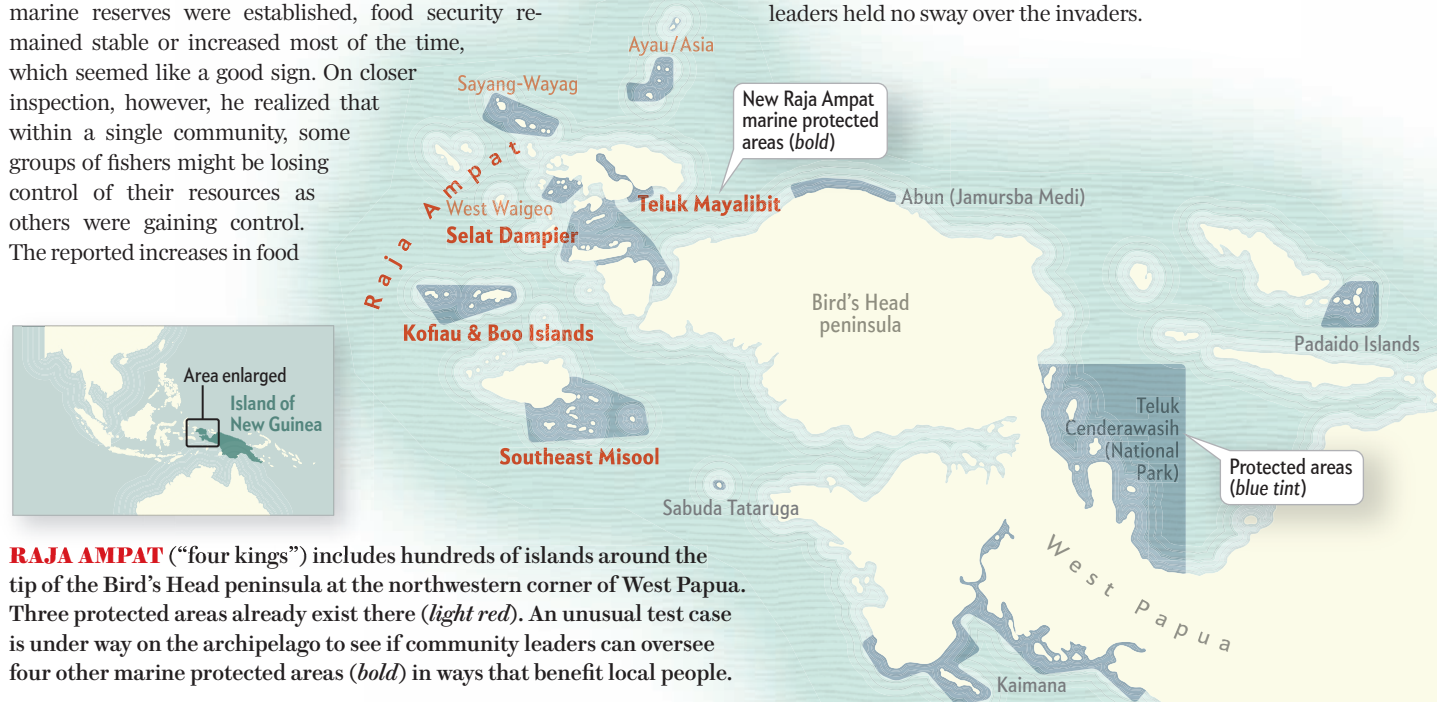 marine reserves were established, food security re-
mained stable or increased most of the time,
which seemed like a good sign. On closer
inspection, however, he realized that
within a single community, some
groups of fishers might be losing
control of their resources as
others were gaining control.
The reported increases in food
leaders held no sway over the invaders.
Ayau/Asia
Sayang-Wayag
New Raja Ampat
marine protected
areas (bold)
Raja Ampat
West Waigeo
Teluk Mayalibit
Abun (Jamursba Medi)
Selat Dampier
Kofiau & Boo Islands
Bird's Head
peninsula
Padaido Islands
Area enlarged
Island of
New Guinea
Southeast Misool
Teluk
Cenderawasih
(National
Park)
Protected areas
(blue tint)
Sabuda Tataruga
West Papua
Kaimana
RAJA AMPAT (“four kings”) includes hundreds of islands around the
tip of the Bird’s Head peninsula at the northwestern corner of West Papua.
Three protected areas already exist there (light red). An unusual test case
is under way on the archipelago to see if community leaders can oversee
four other marine protected areas (bold) in ways that benefit local people.